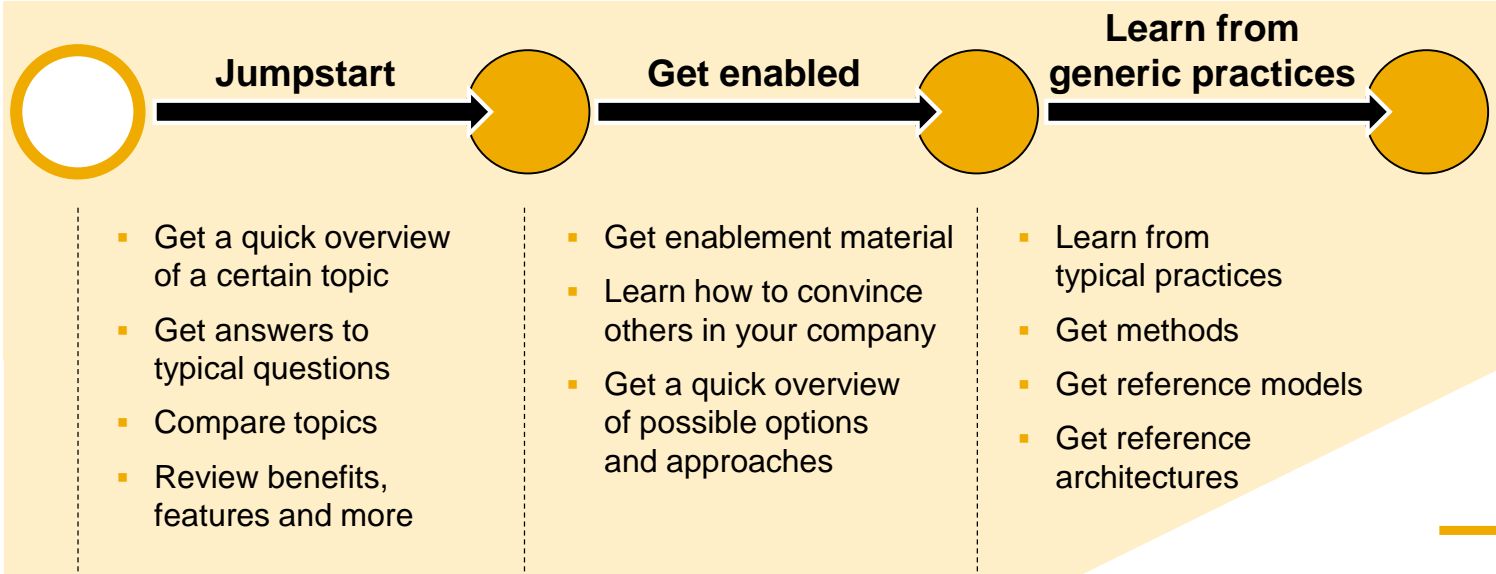 Jumpstart
Get a quick overview
of a certain topic
Get answers to
typical questions
Compare topics
Review benefits,
features and more
Get enabled
Get enablement material
Learn how to convince
others in your company
Get a quick overview
of possible options
and approaches
Learn from
generic practices
Learn from
typical practices
Get methods
Get reference models
Get reference
architectures